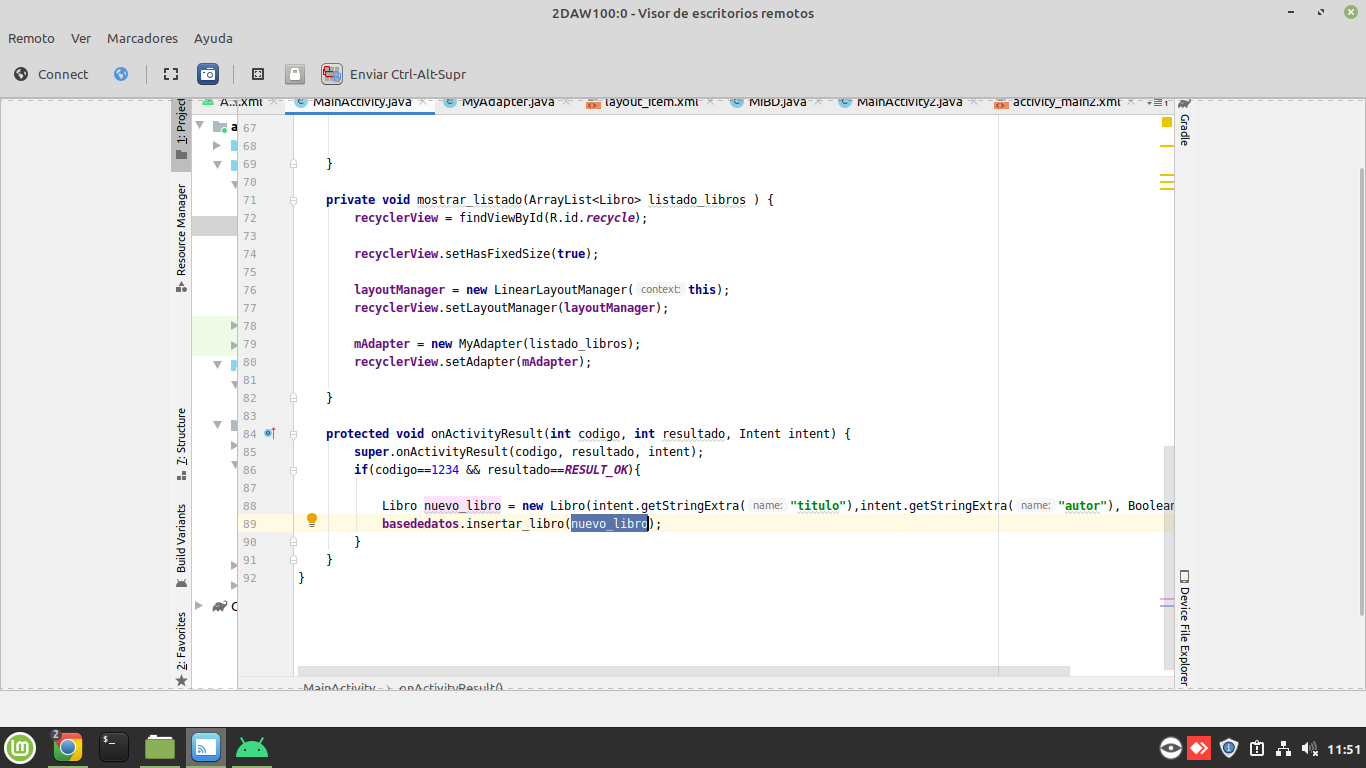 2DAW100:0 - Visor de escritorios remotos
Remoto Ver Marcadores Ayuda
Connect Enviar Ctrl-Alt-Supr
A...xml MainActivity.java MyAdapter.java layout_item.xml MIBD.java MainActivity2.java activity_main2.xml
1: Project
Resource Manager
7: Structure
Build Variants
2: Favorites
Gradle
Device File Explorer
67
68
69 }
70
71 private void mostrar_listado(ArrayList<Libro> listado_libros ) {
72 recyclerView = findViewById(R.id.recycle);
73
74 recyclerView.setHasFixedSize(true);
75
76 layoutManager = new LinearLayoutManager( context: this);
77 recyclerView.setLayoutManager(layoutManager);
78
79 mAdapter = new MyAdapter(listado_libros);
80 recyclerView.setAdapter(mAdapter);
81
82 }
83
84 protected void onActivityResult(int codigo, int resultado, Intent intent) {
85 super.onActivityResult(codigo, resultado, intent);
86 if(codigo==1234 && resultado==RESULT_OK){
87
88 Libro nuevo_libro = new Libro(intent.getStringExtra( name: "titulo"),intent.getStringExtra( name: "autor"), Boolean
89 basededatos.insertar_libro(nuevo_libro);
90 }
91 }
92 }
MainActivity > onActivityResult()
2
11:51